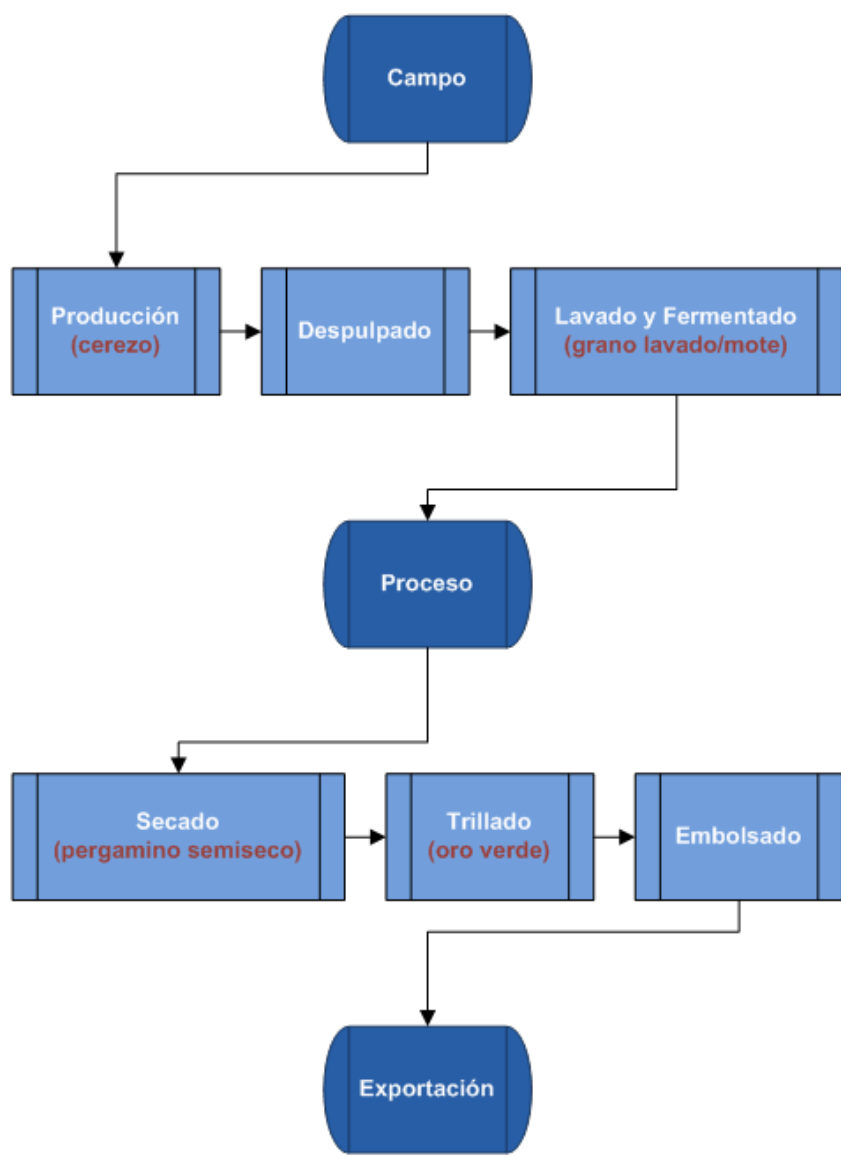 Campo
Producción
(cerezo)
Despulpado
Lavado y Fermentado
(grano lavado/mote)
Proceso
Secado
(pergamino semiseco)
Trillado
(oro verde)
Embolsado
Exportación